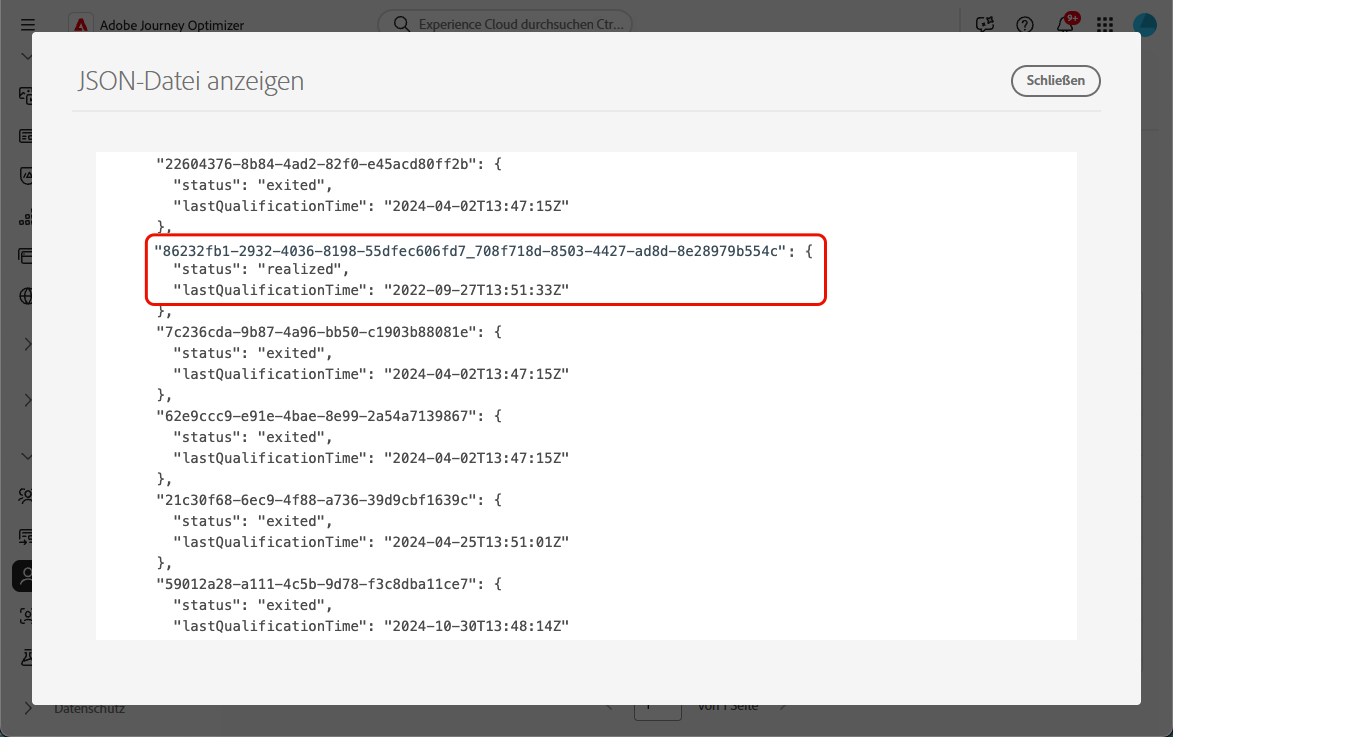 Adobe Journey Optimizer
Experience Cloud durchsuchen Ctr...
9+
JSON-Datei anzeigen
Schließen
"22604376-8b84-4ad2-82f0-e45acd80ff2b": {
"status": "exited",
"lastQualificationTime": "2024-04-02T13:47:15Z"
},
"86232fb1-2932-4036-8198-55dfec606fd7_708f718d-8503-4427-ad8d-8e28979b554c": {
"status": "realized",
"lastQualificationTime": "2022-09-27T13:51:33Z"
},
"7c236cda-9b87-4a96-bb50-c1903b88081e": {
"status": "exited",
"lastQualificationTime": "2024-04-02T13:47:15Z"
},
"62e9ccc9-e91e-4bae-8e99-2a54a7139867": {
"status": "exited",
"lastQualificationTime": "2024-04-02T13:47:15Z"
},
"21c30f68-6ec9-4f88-a736-39d9cbf1639c": {
"status": "exited",
"lastQualificationTime": "2024-04-25T13:51:01Z"
},
"59012a28-a111-4c5b-9d78-f3c8dba11ce7": {
"status": "exited",
"lastQualificationTime": "2024-10-30T13:48:14Z"
Datenschutz
1 von 1 Seite